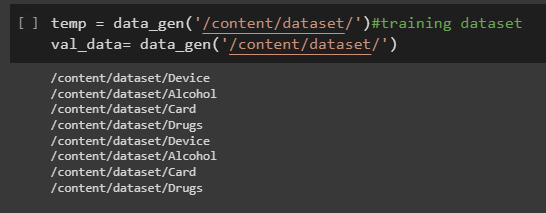 [ ] temp = data_gen('/content/dataset/')#training dataset
val_data= data_gen('/content/dataset/')
/content/dataset/Device
/content/dataset/Alcohol
/content/dataset/Card
/content/dataset/Drugs
/content/dataset/Device
/content/dataset/Alcohol
/content/dataset/Card
/content/dataset/Drugs